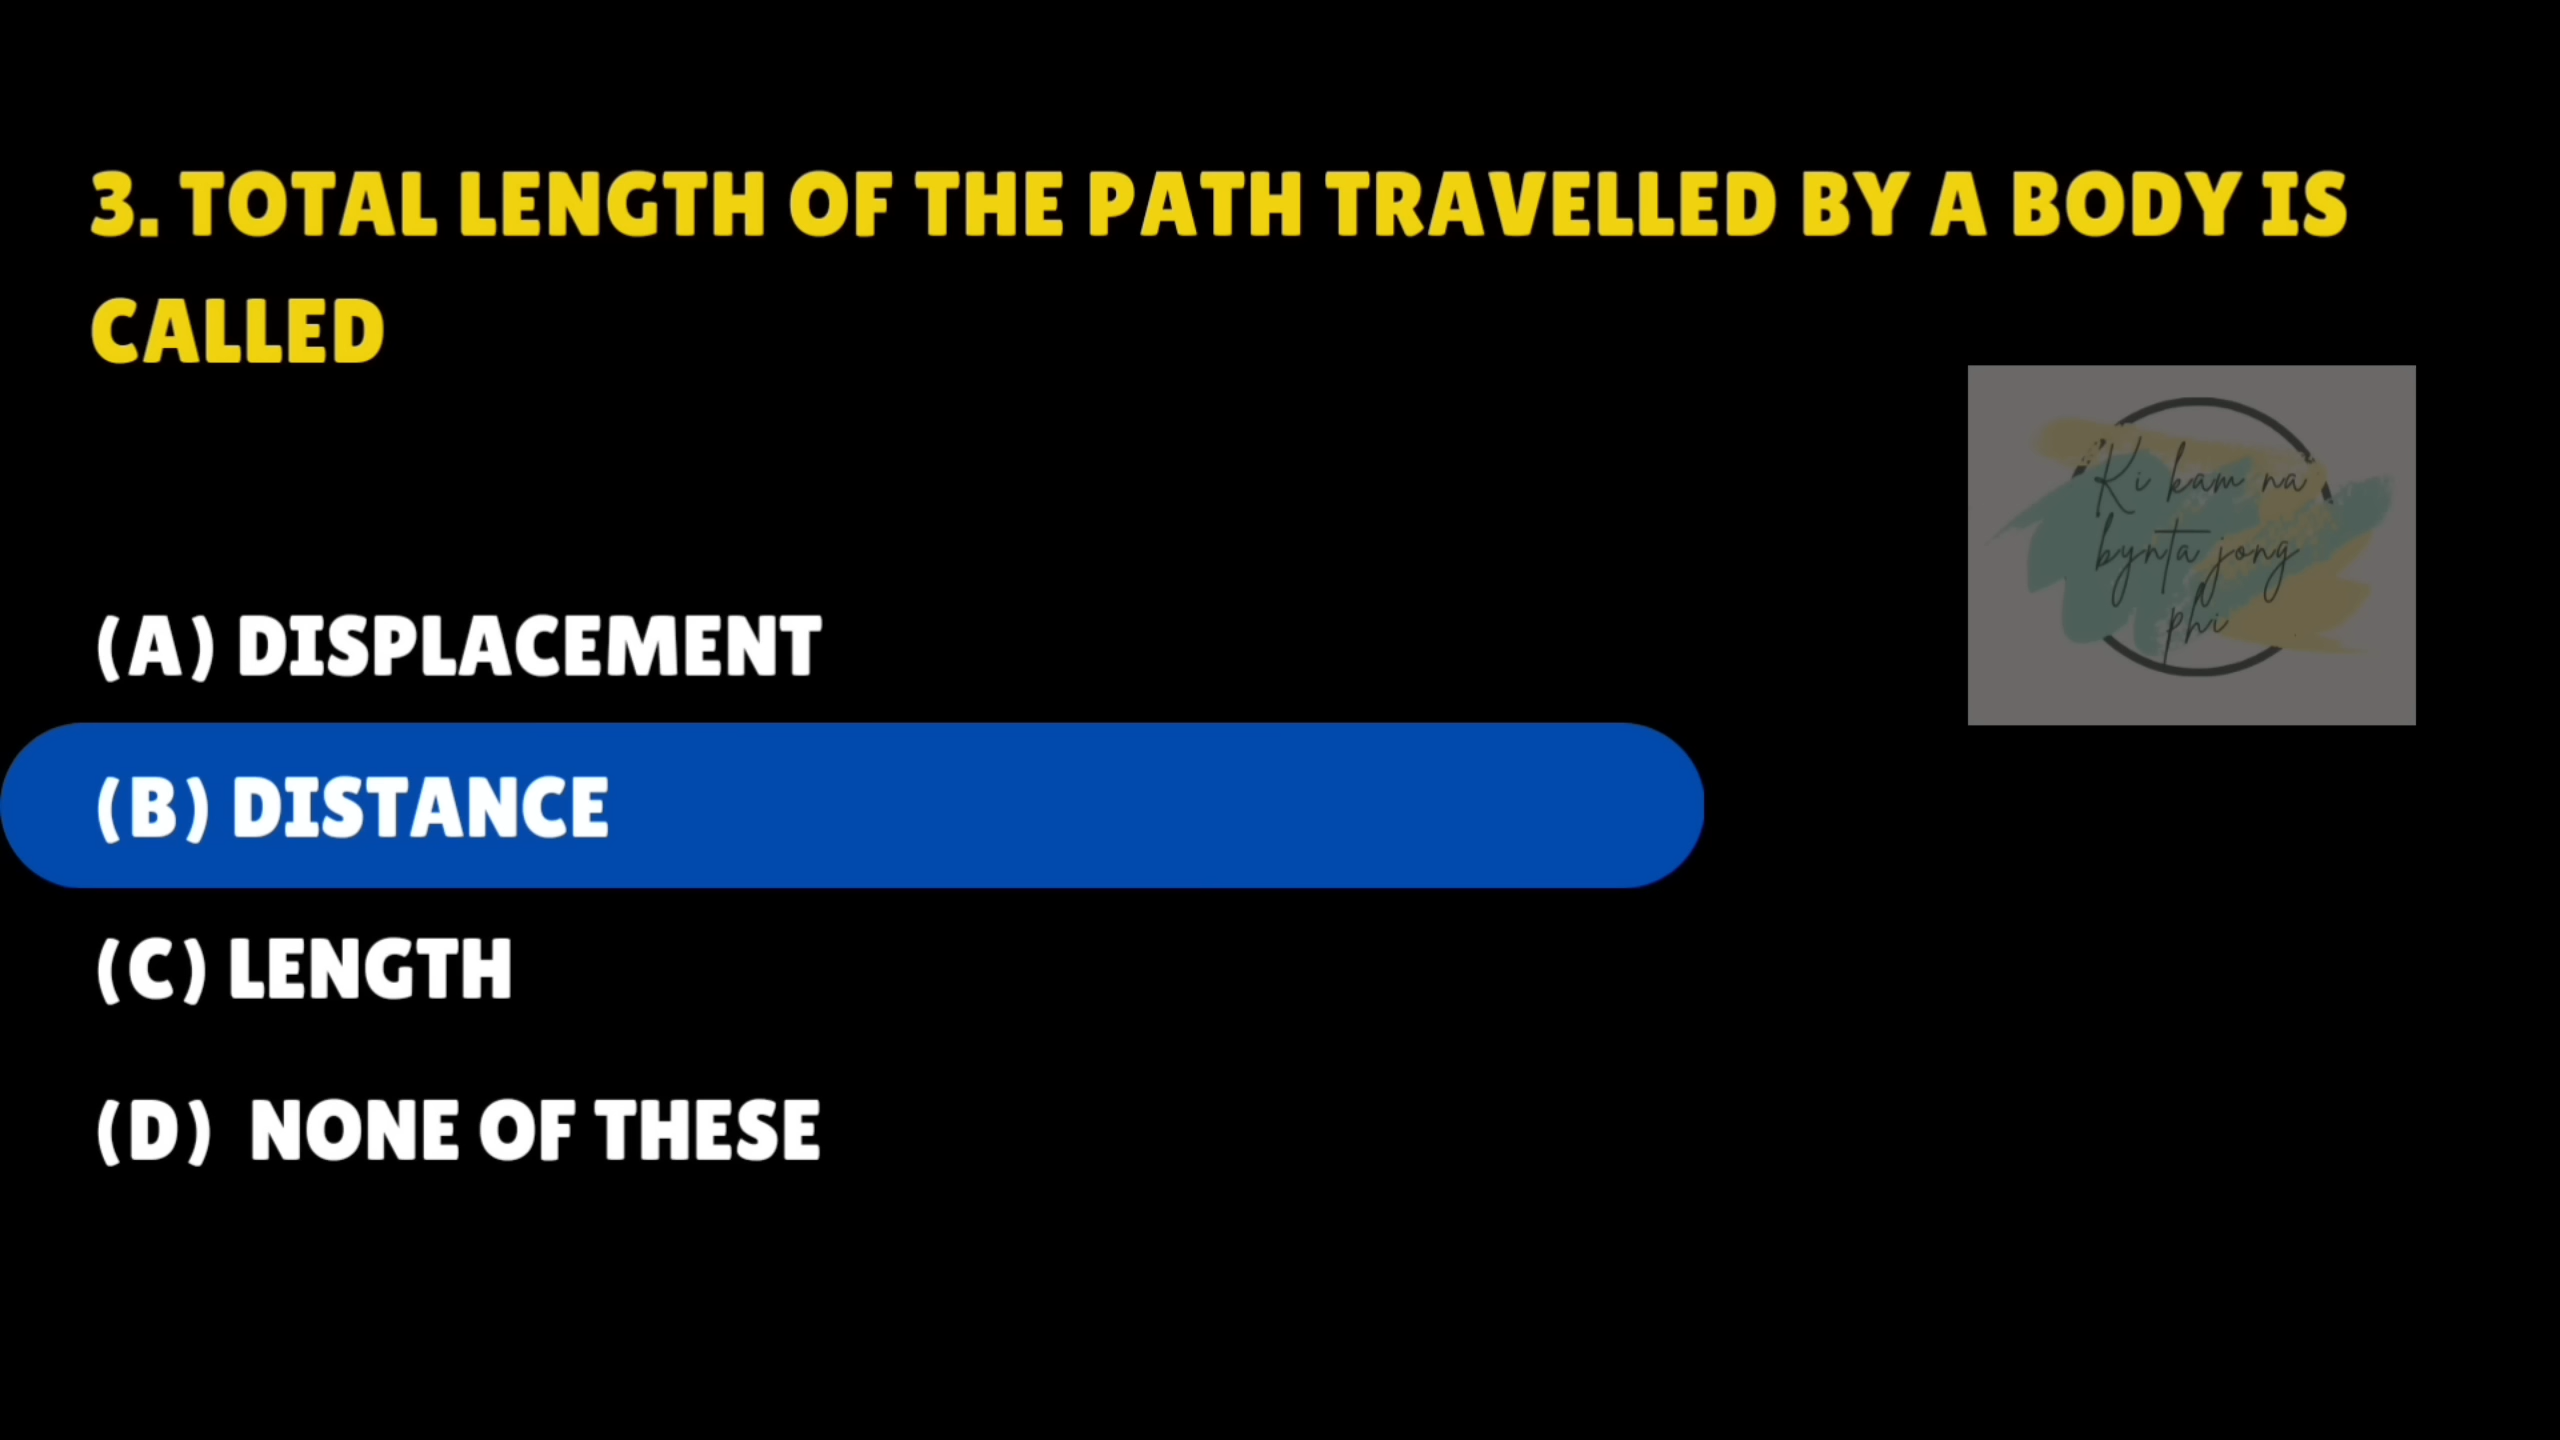 3. TOTAL LENGTH OF THE PATH TRAVELLED BY A BODY IS
CALLED
Ki kam na
bynta jong
phi
(A) DISPLACEMENT
(B) DISTANCE
(C) LENGTH
(D) NONE OF THESE